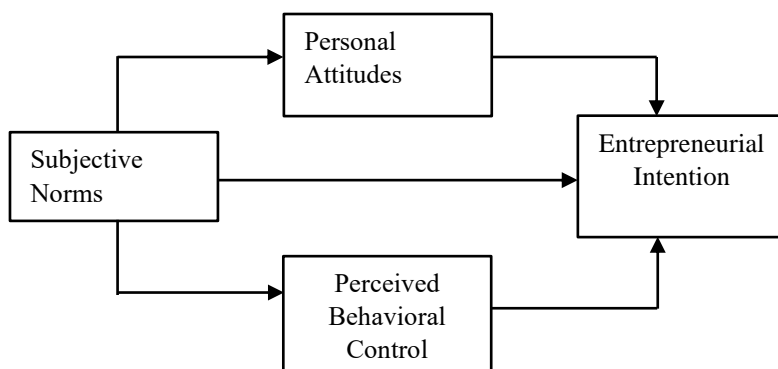 Personal
Attitudes
Subjective
Norms
Entrepreneurial
Intention
Perceived
Behavioral
Control